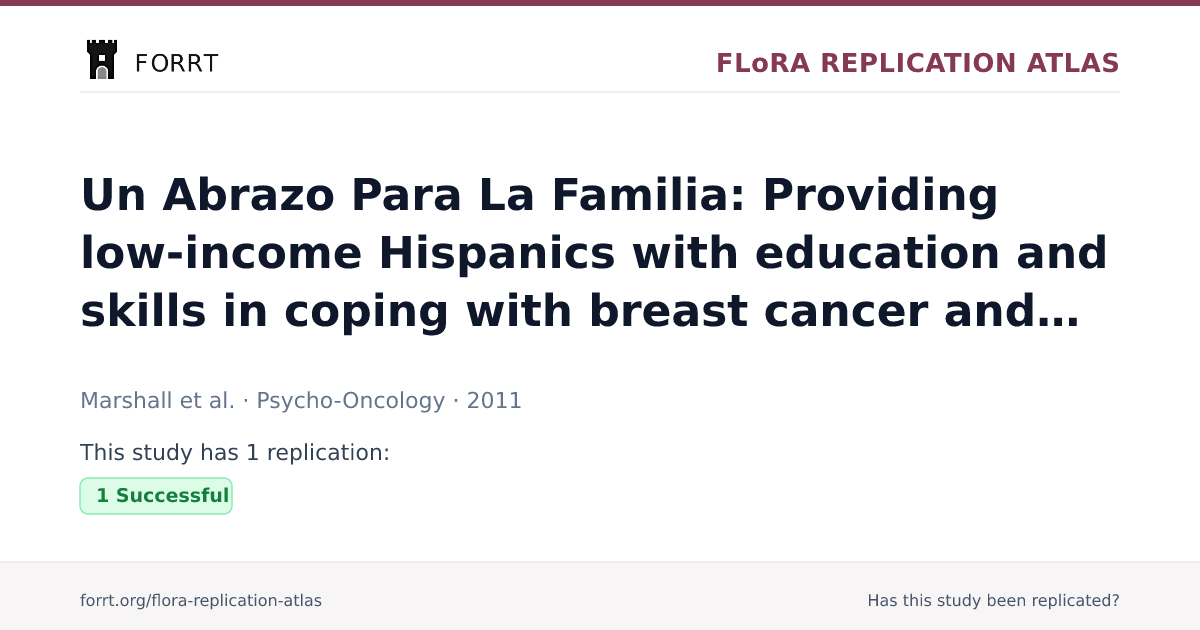 FORRT
FLoRA REPLICATION ATLAS
Un Abrazo Para La Familia: Providing
low-income Hispanics with education and
skills in coping with breast cancer and…
Marshall et al. · Psycho-Oncology · 2011
This study has 1 replication:
1 Successful
forrt.org/flora-replication-atlas
Has this study been replicated?